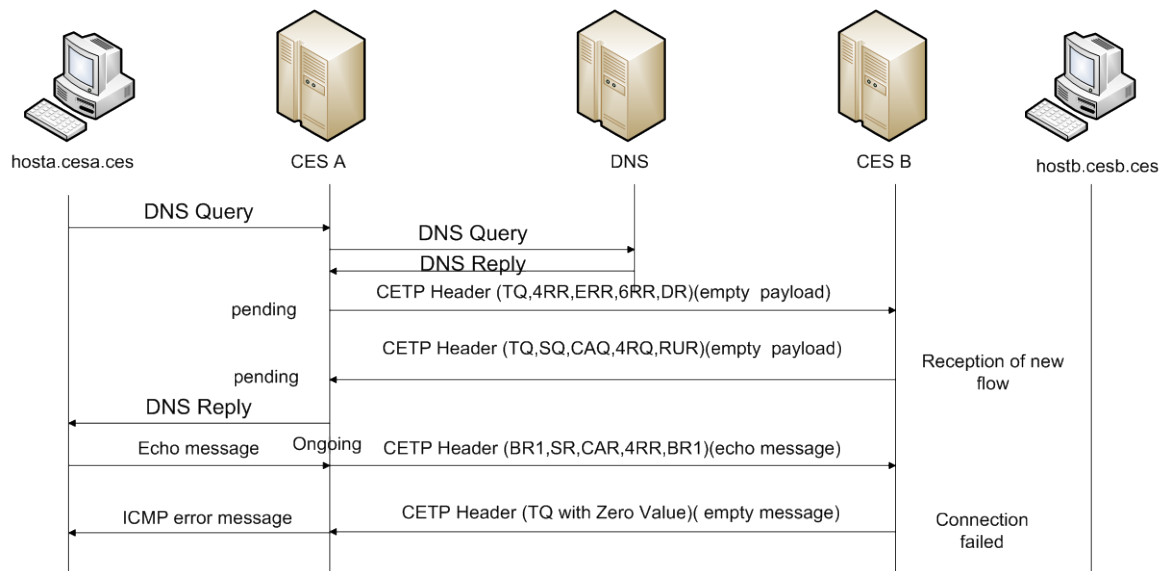 hosta.cesa.ces
CES A
DNS
CES B
hostb.cesb.ces
DNS Query
DNS Query
DNS Reply
CETP Header (TQ,4RR,ERR,6RR,DR)(empty payload)
pending
CETP Header (TQ,SQ,CAQ,4RQ,RUR)(empty payload)
Reception of new
flow
pending
DNS Reply
Echo message
Ongoing
CETP Header (BR1,SR,CAR,4RR,BR1)(echo message)
ICMP error message
CETP Header (TQ with Zero Value)( empty message)
Connection
failed